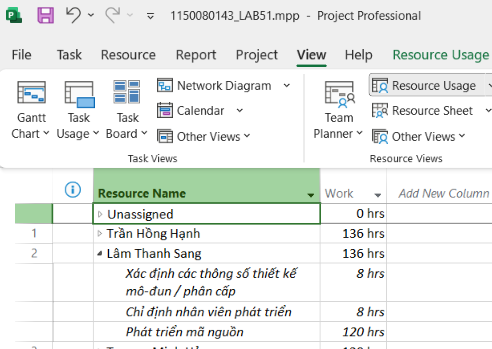 1150080143_LAB51.mpp - Project Professional
File Task Resource Report Project View Help Resource Usage
Gantt Chart
Task Usage
Task Board
Network Diagram
Calendar
Other Views
Task Views
Team Planner
Resource Usage
Resource Sheet
Other Views
Resource Views
Resource Name Work Add New Column
Unassigned 0 hrs
1 Trần Hồng Hạnh 136 hrs
2 Lâm Thanh Sang 136 hrs
Xác định các thông số thiết kế 8 hrs
mô-đun / phân cấp
Chỉ định nhân viên phát triển 8 hrs
Phát triển mã nguồn 120 hrs